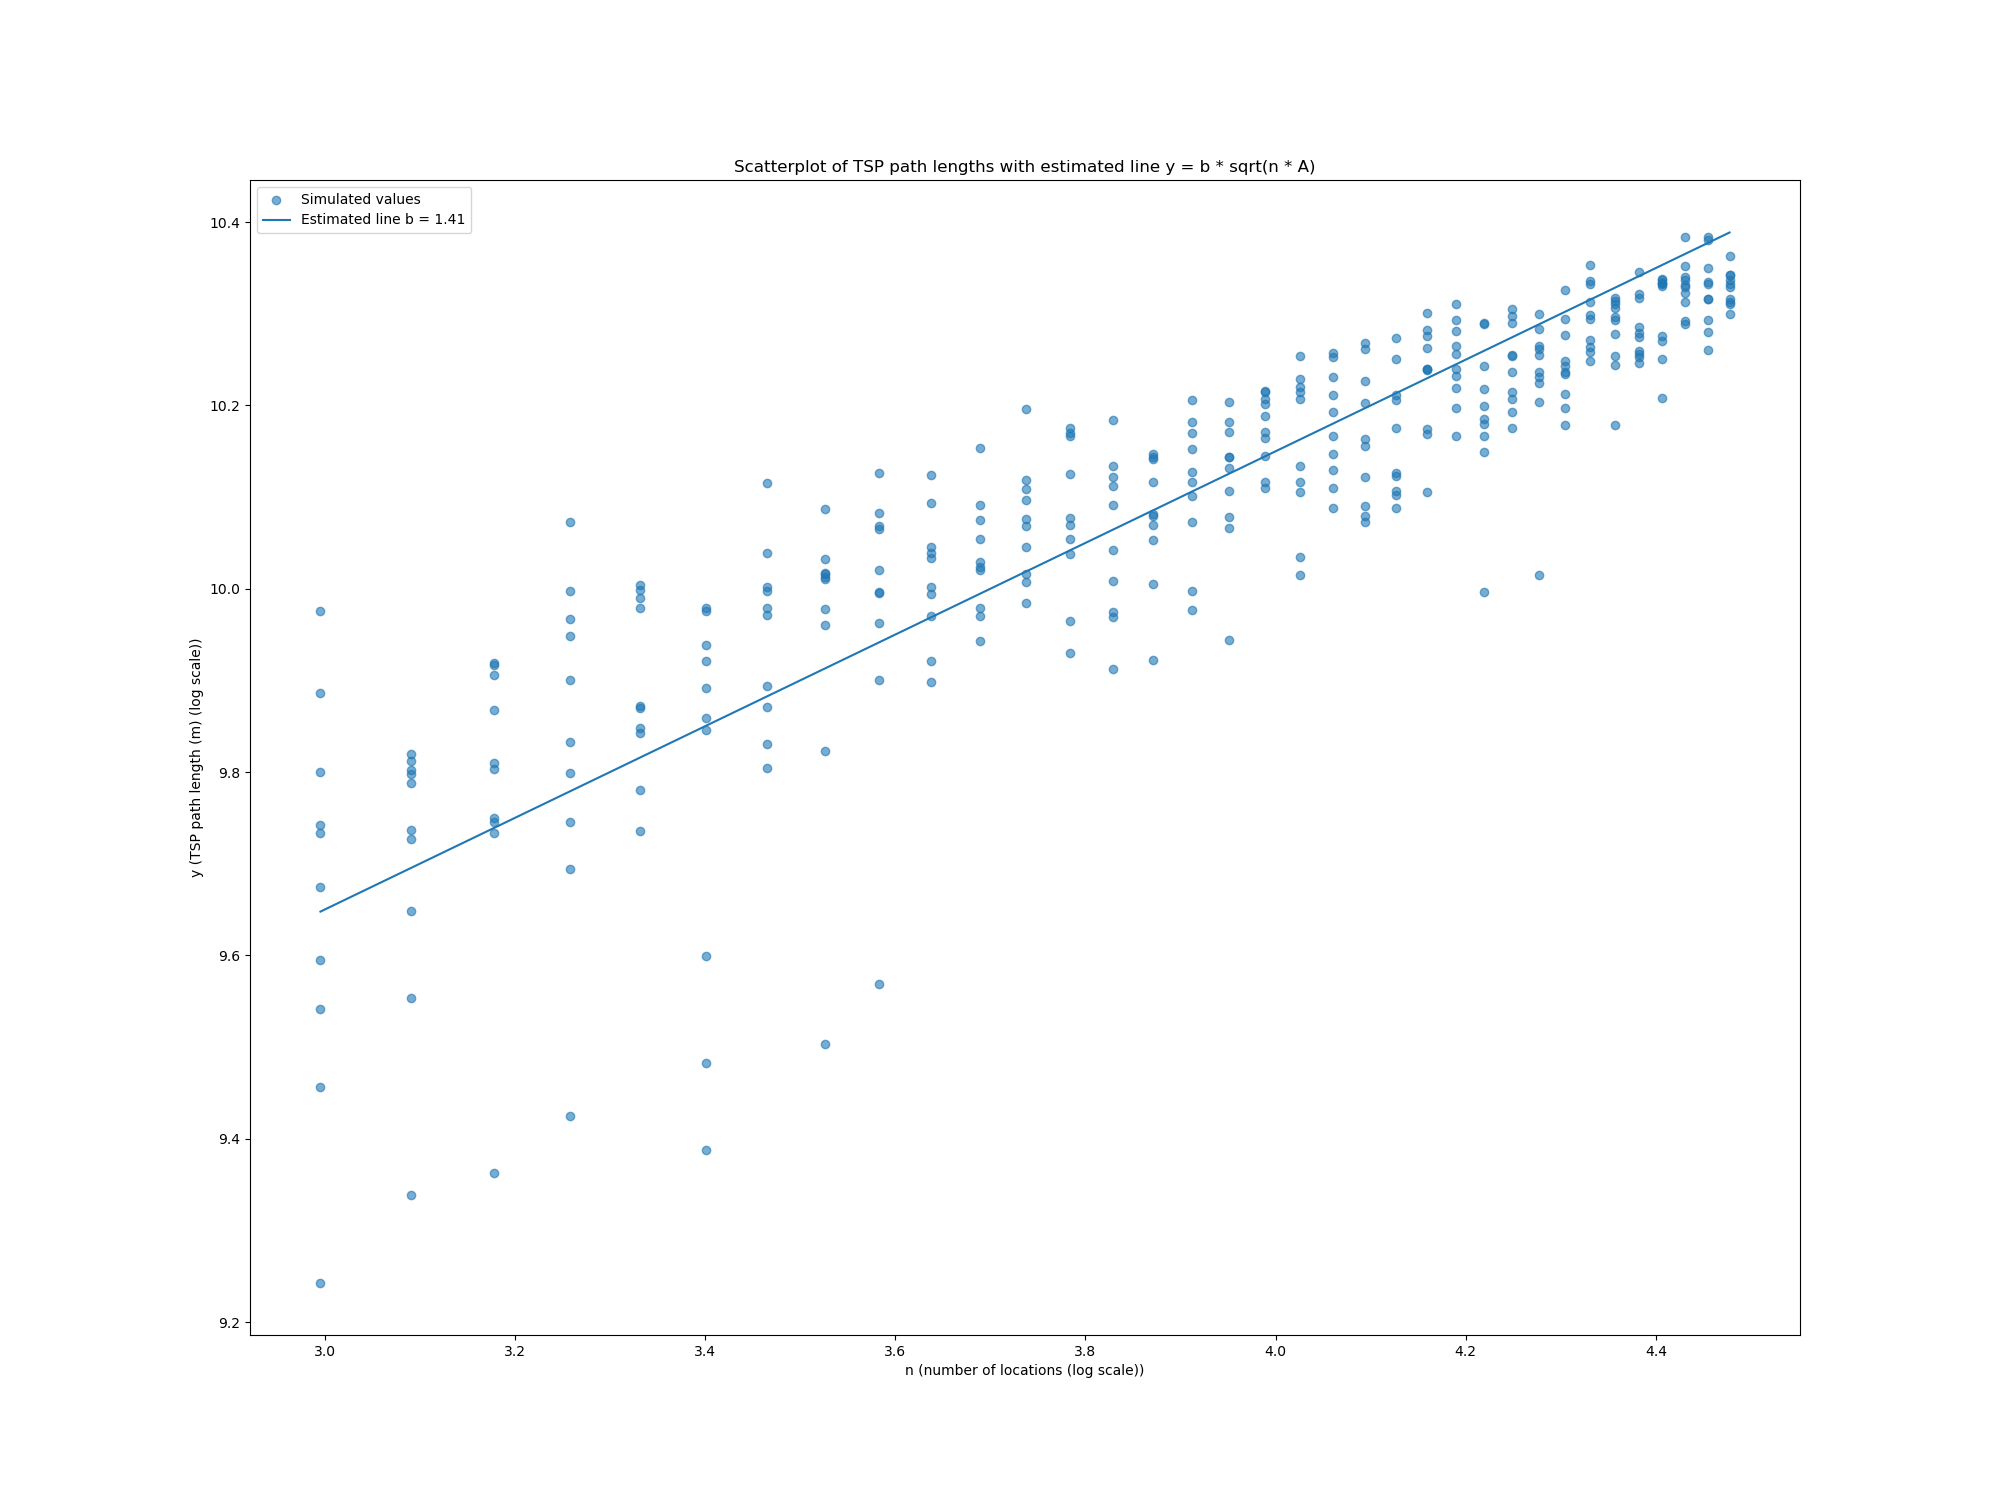 Scatterplot of TSP path lengths with estimated line y = b * sqrt(n * A)
Simulated values
Estimated line b = 1.41
10.4
10.2
10.0
9.8
9.6
9.4
9.2
y (TSP path length (m) (log scale))
3.0 3.2 3.4 3.6 3.8 4.0 4.2 4.4
n (number of locations (log scale))